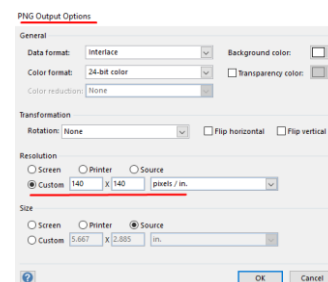 PNG Output Options
General
Data format: Interlace Background color:
Color format: 24-bit color Transparency color:
Color reduction: None
Transformation
Rotation: None Flip horizontal Flip vertical
Resolution
Screen Printer Source
Custom 140 X 140 pixels / in.
Size
Screen Printer Source
Custom 5.667 X 2.885 in.
? OK Cancel